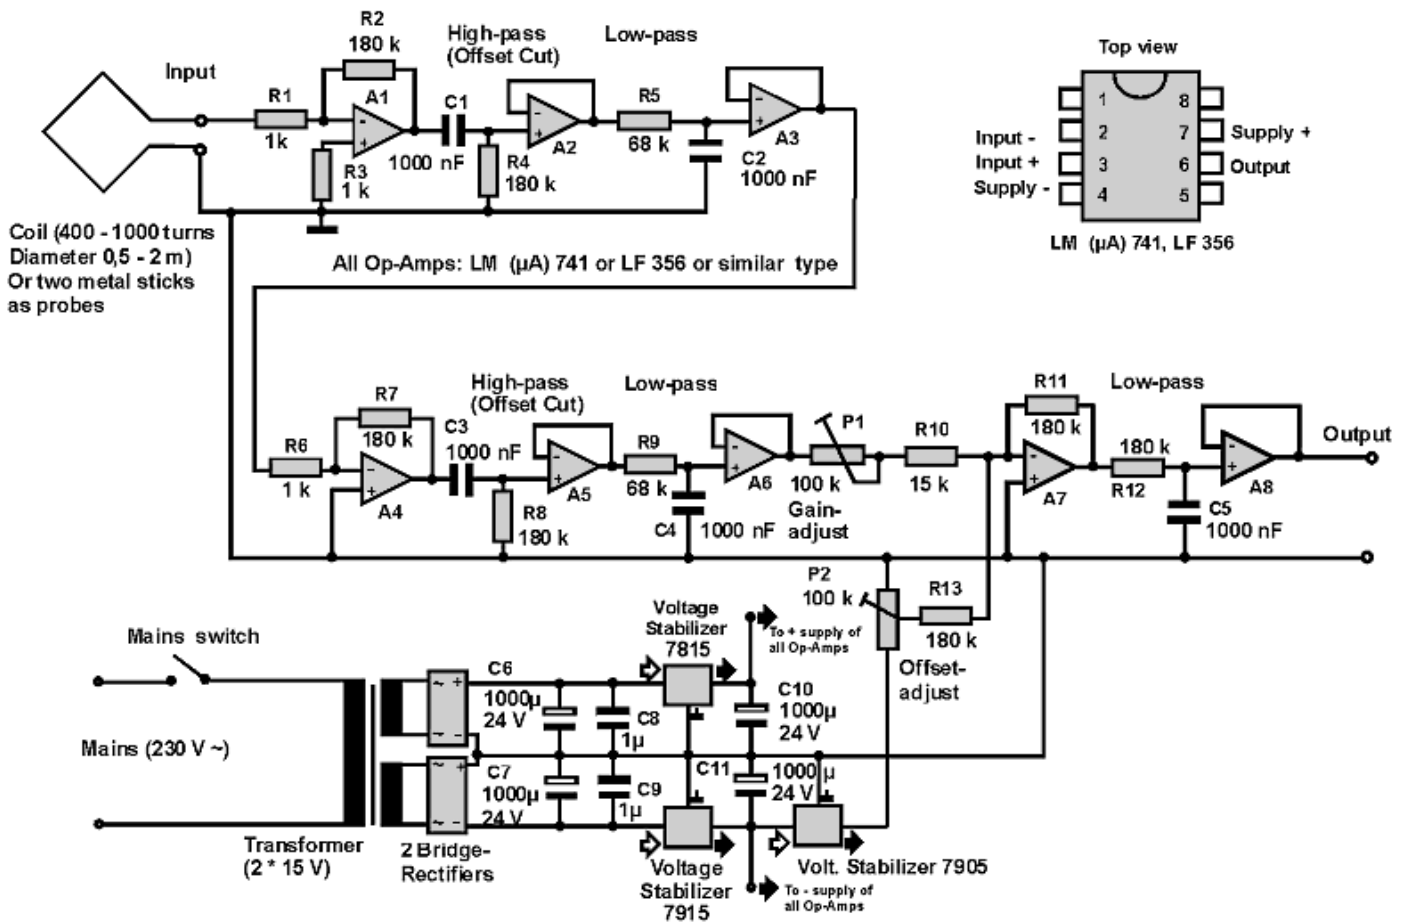 R2
180 k
High-pass
(Offset Cut)
Low-pass
Top view
Input
R1
1k
A1
-
+
C1
1000 nF
R3
1 k
R4
180 k
-
+
A2
R5
68 k
C2
1000 nF
-
+
A3
1
2
3
4
8
7
6
5
Input -
Input +
Supply -
Supply +
Output
LM (µA) 741, LF 356
Coil (400 - 1000 turns
Diameter 0,5 - 2 m)
Or two metal sticks
as probes
All Op-Amps: LM (µA) 741 or LF 356 or similar type
R6
1 k
R7
180 k
-
+
A4
C3
1000 nF
High-pass
(Offset Cut)
R8
180 k
-
+
A5
R9
68 k
Low-pass
C4
1000 nF
-
+
A6
P1
100 k
Gain-
adjust
R10
15 k
R11
180 k
-
+
A7
Low-pass
180 k
R12
C5
1000 nF
-
+
A8
Output
P2
100 k
R13
180 k
Offset-
adjust
Mains switch
Mains (230 V ~)
Transformer
(2 * 15 V)
~ +
~ -
~ +
~ -
2 Bridge-
Rectifiers
C6
1000µ
24 V
C7
1000µ
24 V
C8
1µ
C9
1µ
Voltage
Stabilizer
7815
To + supply of
all Op-Amps
C10
1000µ
24 V
C11
1000 µ
24 V
Voltage
Stabilizer
7915
Volt. Stabilizer 7905
To - supply of
all Op-Amps